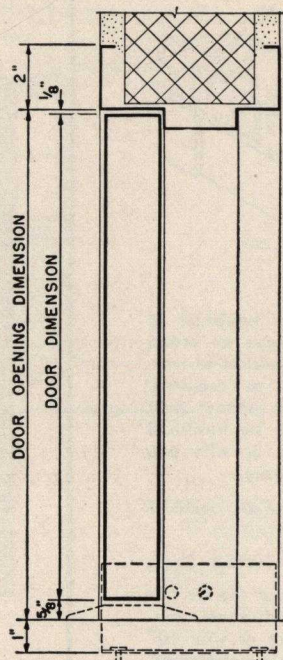 2"
1/8"
DOOR OPENING DIMENSION
DOOR DIMENSION
5/8"
1"